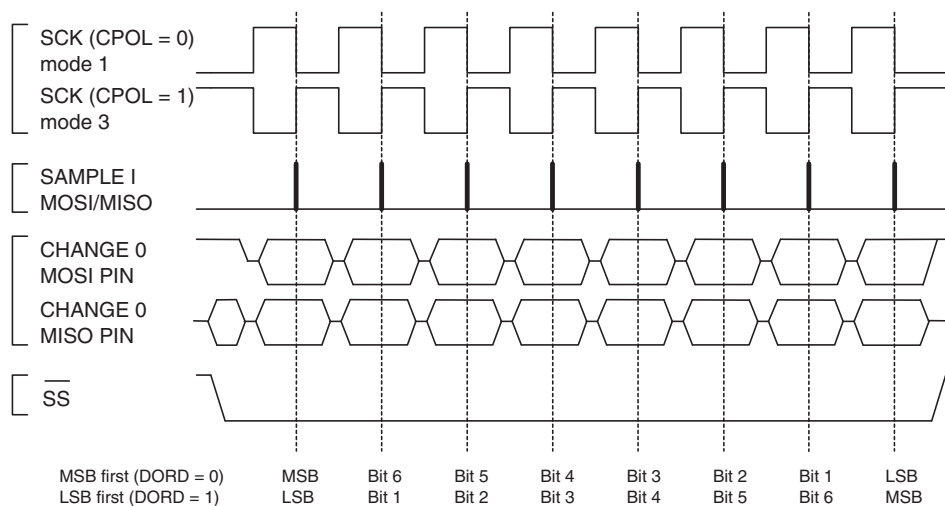 SCK (CPOL = 0)
mode 1
SCK (CPOL = 1)
mode 3
SAMPLE I
MOSI/MISO
CHANGE 0
MOSI PIN
CHANGE 0
MISO PIN
SS
MSB first (DORD = 0) MSB Bit 6 Bit 5 Bit 4 Bit 3 Bit 2 Bit 1 LSB
LSB first (DORD = 1) LSB Bit 1 Bit 2 Bit 3 Bit 4 Bit 5 Bit 6 MSB